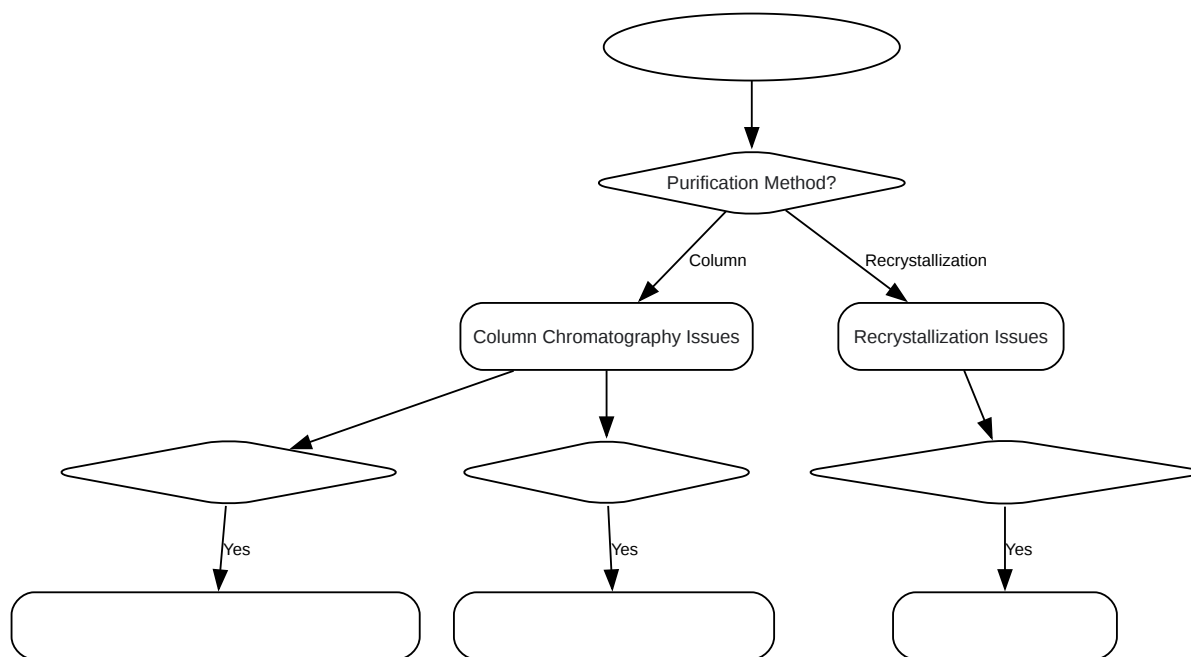 Purification Method?
Column
Recrystallization
Column Chromatography Issues
Recrystallization Issues
Yes
Yes
Yes